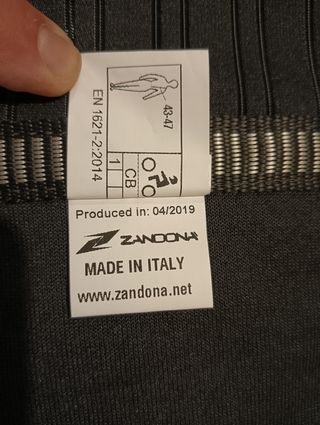 43-47
EN 1621-2:2014
CB
1
Produced in: 04/2019
ZANDONA
MADE IN ITALY
www.zandona.net